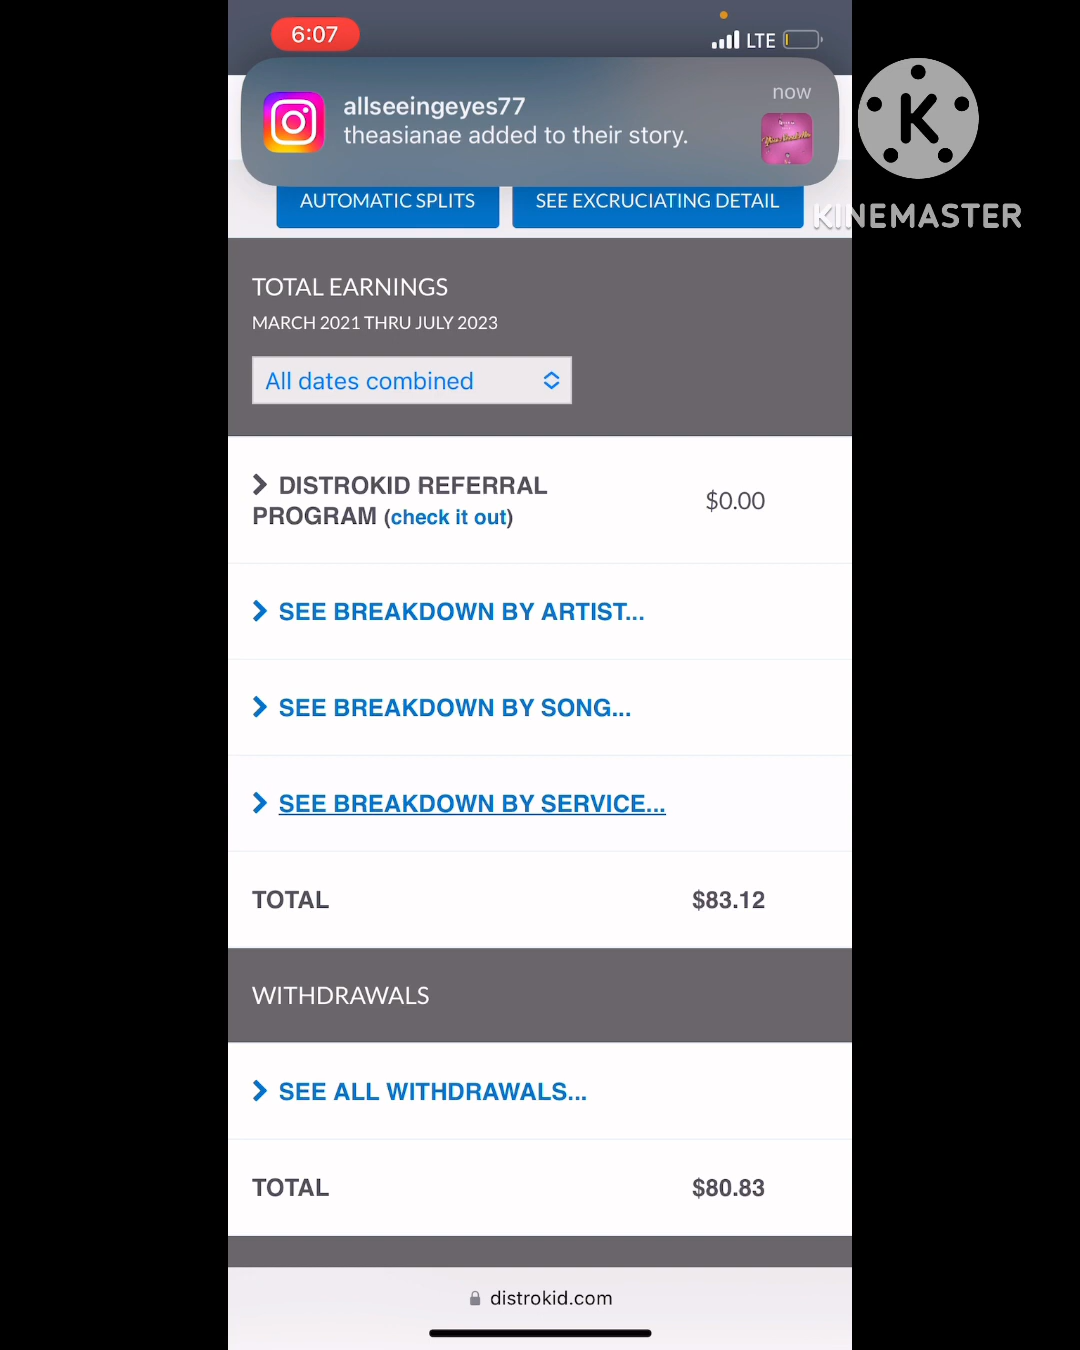 6:07
LTE
allseeingeyes77
now
theasianae added to their story.
K
KINEMASTER
AUTOMATIC SPLITS
SEE EXCRUCIATING DETAIL
TOTAL EARNINGS
MARCH 2021 THRU JULY 2023
All dates combined
DISTROKID REFERRAL
PROGRAM (check it out)
$0.00
SEE BREAKDOWN BY ARTIST...
SEE BREAKDOWN BY SONG...
SEE BREAKDOWN BY SERVICE...
TOTAL
$83.12
WITHDRAWALS
SEE ALL WITHDRAWALS...
TOTAL
$80.83
distrokid.com